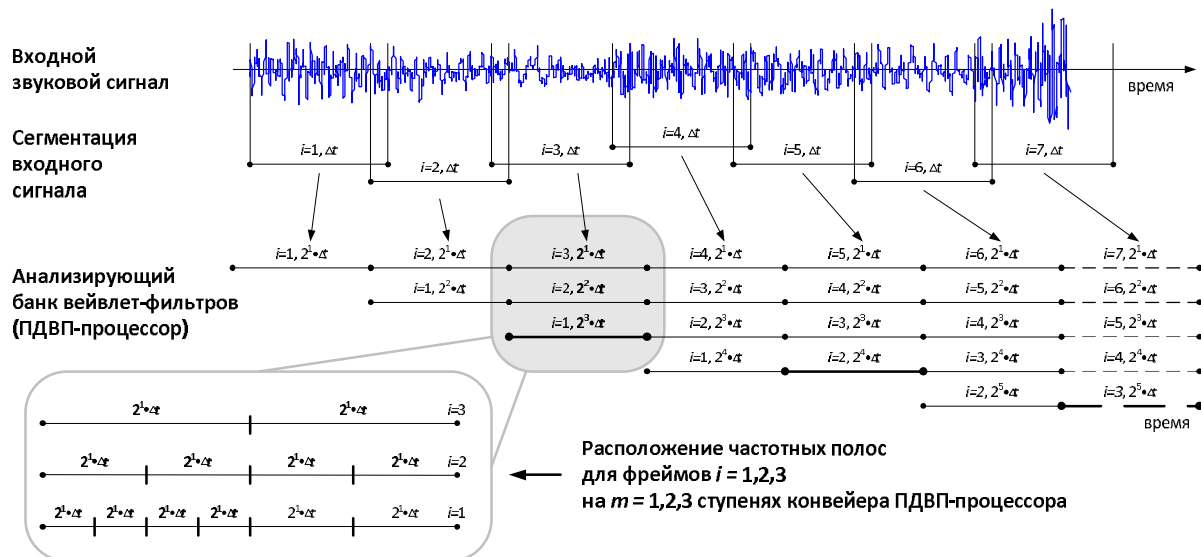 Входной
звуковой сигнал
время
Сегментация
входного
сигнала
i=1, Δt
i=2, Δt
i=3, Δt
i=4, Δt
i=5, Δt
i=6, Δt
i=7, Δt
Анализирующий
банк вейвлет-фильтров
(ПДВП-процессор)
i=1, 2¹•Δt i=2, 2¹•Δt i=3, 2¹•Δt i=4, 2¹•Δt i=5, 2¹•Δt i=6, 2¹•Δt i=7, 2¹•Δt
i=1, 2²•Δt i=2, 2²•Δt i=3, 2²•Δt i=4, 2²•Δt i=5, 2²•Δt i=6, 2²•Δt
i=1, 2³•Δt i=2, 2³•Δt i=3, 2³•Δt i=4, 2³•Δt i=5, 2³•Δt
i=1, 2⁴•Δt i=2, 2⁴•Δt i=3, 2⁴•Δt i=4, 2⁴•Δt
i=2, 2⁵•Δt i=3, 2⁵•Δt
время
2¹•Δt 2¹•Δt i=3
2¹•Δt 2¹•Δt 2¹•Δt 2¹•Δt i=2
2¹•Δt 2¹•Δt 2¹•Δt 2¹•Δt 2¹•Δt 2¹•Δt i=1
Расположение частотных полос
для фреймов i = 1,2,3
на m = 1,2,3 ступенях конвейера ПДВП-процессора